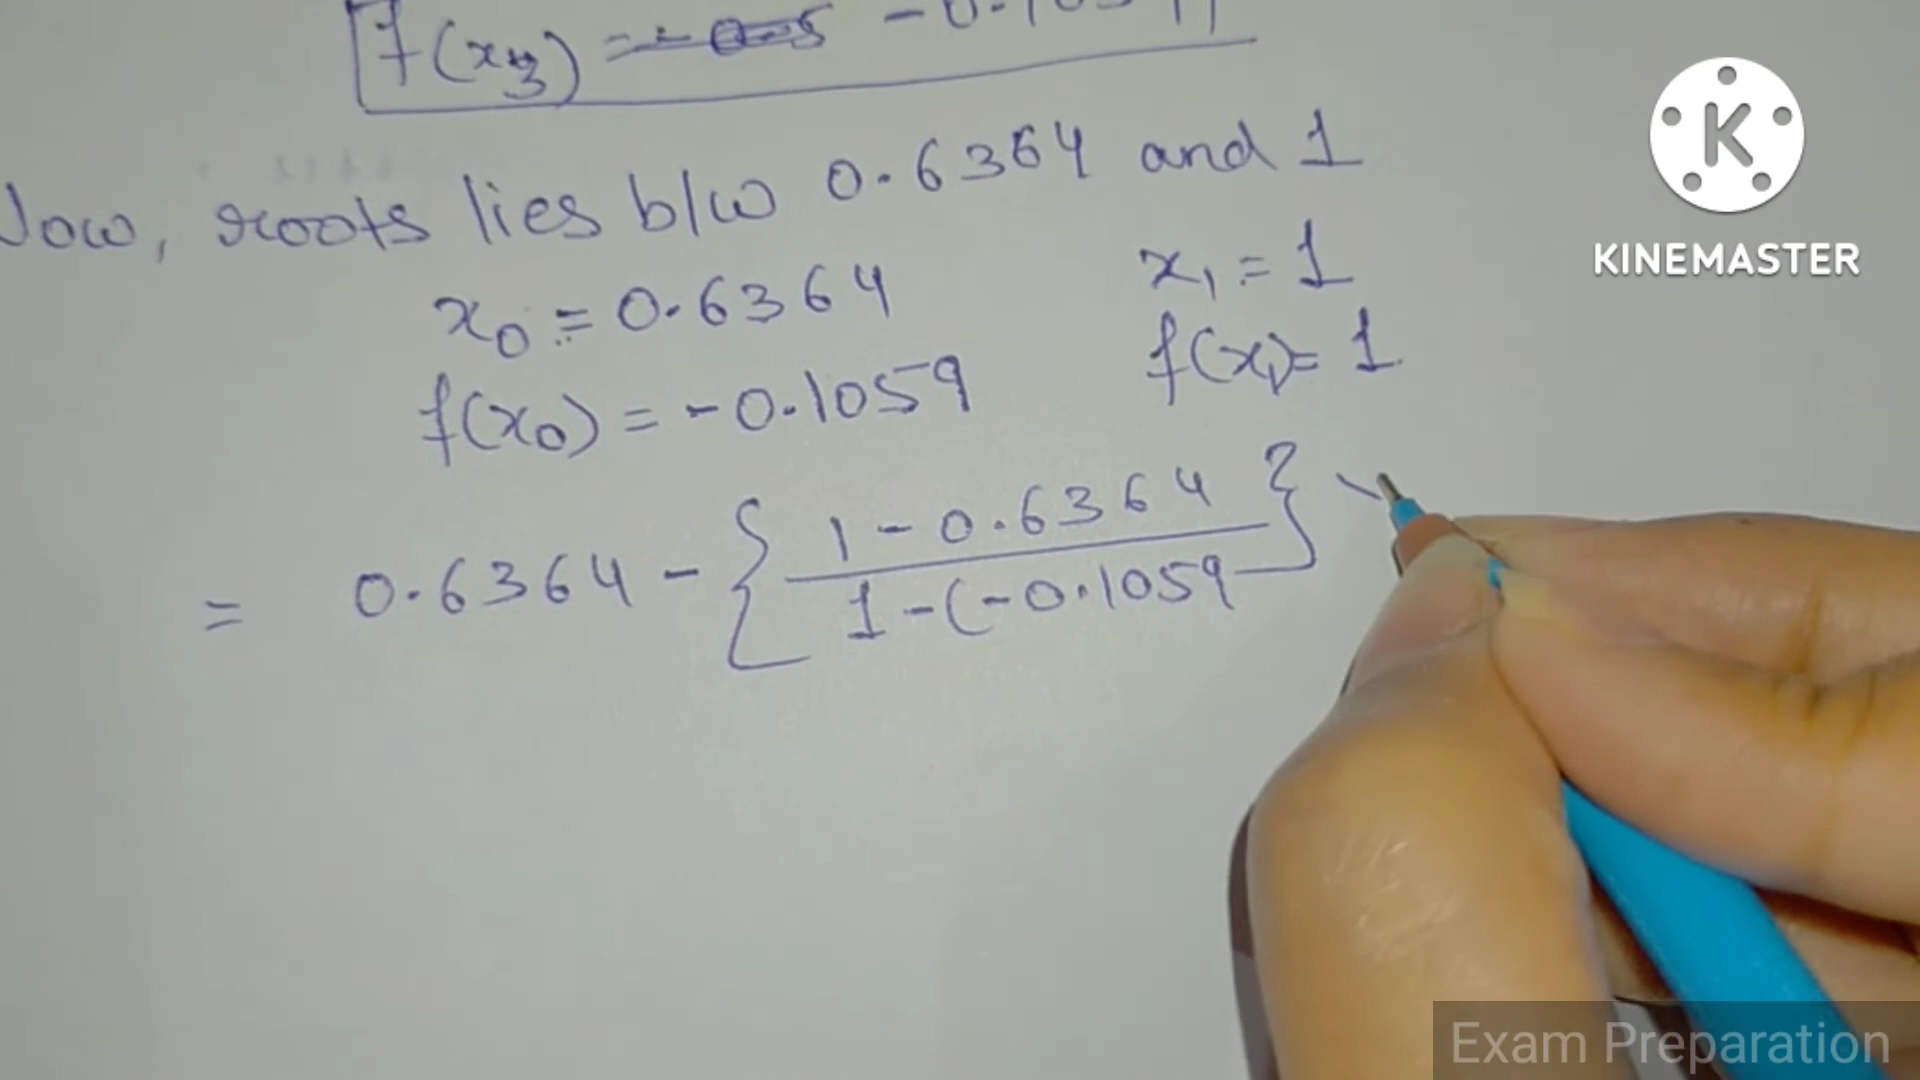 f(x3) =
Now, roots lies b/w 0.6364 and 1
x0 = 0.6364 x1 = 1
f(x0) = -0.1059 f(x1) = 1
= 0.6364 - { 1 - 0.6364 / 1 - (-0.1059 }
K
KINEMASTER
Exam Preparation